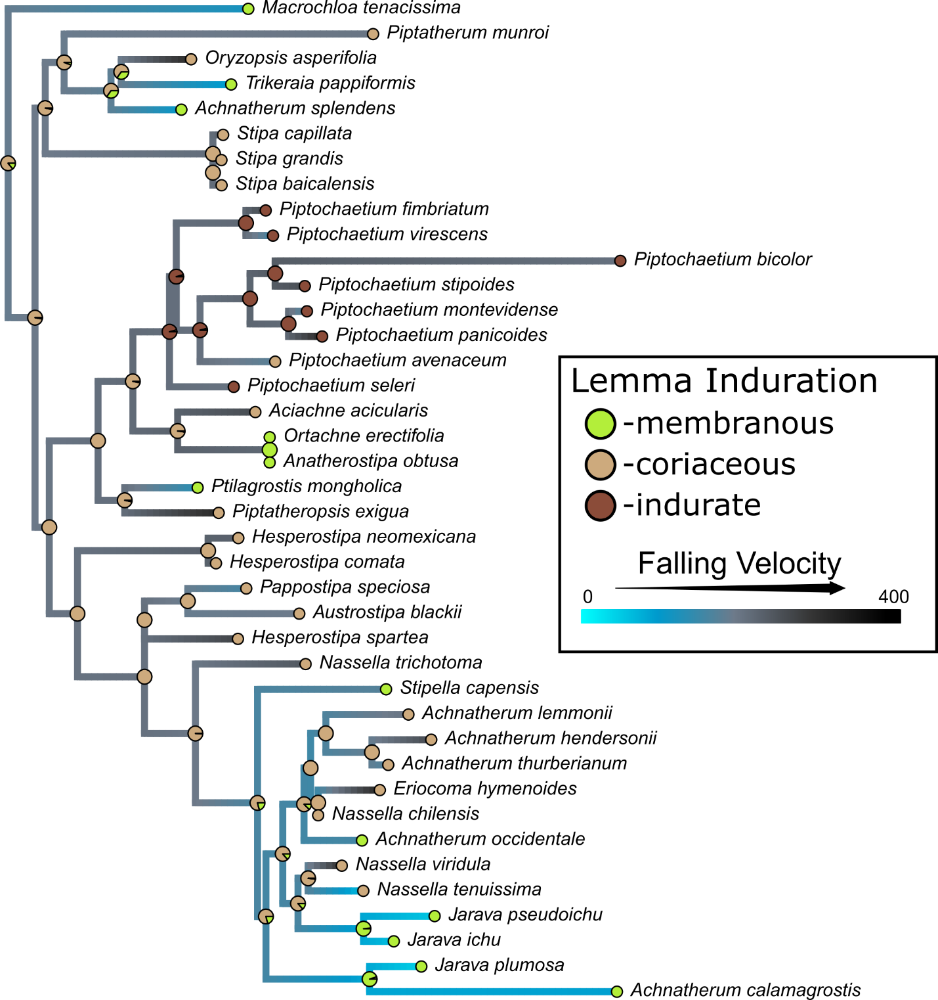 Macrochloa tenacissima
Piptatherum munroi
Oryzopsis asperifolia
Trikeraia pappiformis
Achnatherum splendens
Stipa capillata
Stipa grandis
Stipa baicalensis
Piptochaetium fimbriatum
Piptochaetium virescens
Piptochaetium bicolor
Piptochaetium stipoides
Piptochaetium montevidense
Piptochaetium panicoides
Piptochaetium avenaceum
Piptochaetium seleri
Aciachne acicularis
Ortachne erectifolia
Anatherostipa obtusa
Ptilagrostis mongholica
Piptatheropsis exigua
Hesperostipa neomexicana
Hesperostipa comata
Pappostipa speciosa
Austrostipa blackii
Hesperostipa spartea
Nassella trichotoma
Stipella capensis
Achnatherum lemmonii
Achnatherum hendersonii
Achnatherum thurberianum
Eriocoma hymenoides
Nassella chilensis
Achnatherum occidentale
Nassella viridula
Nassella tenuissima
Jarava pseudoichu
Jarava ichu
Jarava plumosa
Achnatherum calamagrostis
Lemma Induration
-membranous
-coriaceous
-indurate
Falling Velocity
0 400